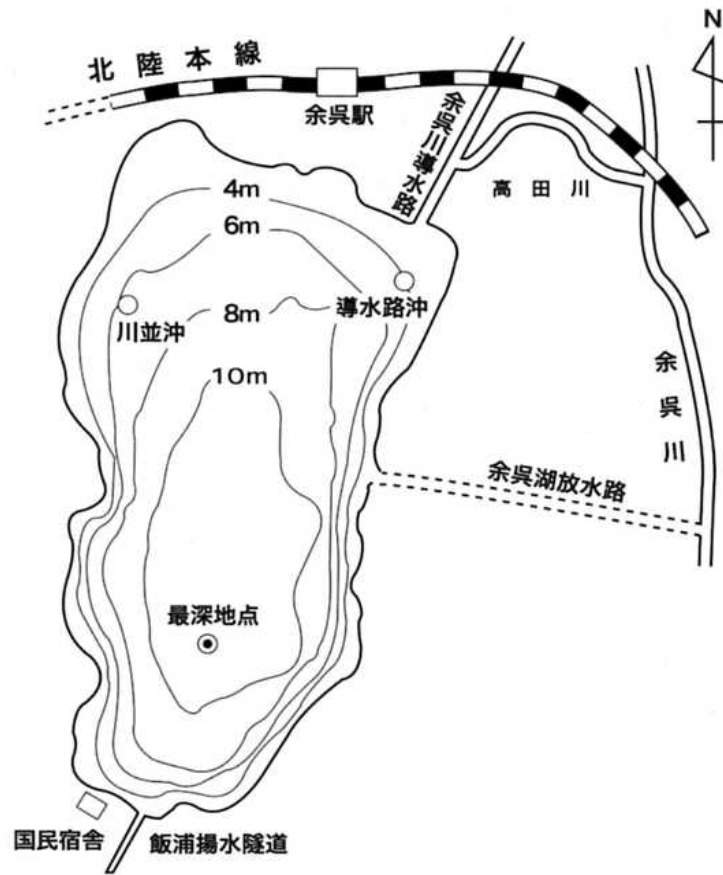 N
北陸本線
余呉駅
余呉川導水路
高田川
4m
6m
川並沖
8m
導水路沖
10m
余呉川
余呉湖放水路
最深地点
国民宿舎
飯浦揚水隧道